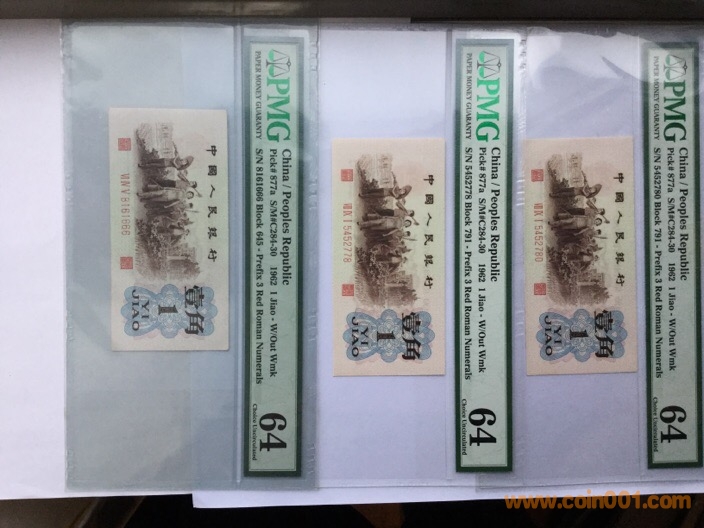 PMG
PAPER MONEY GUARANTY
China / Peoples Republic
Pick# 877a S/M#C284-30 1962 1 Jiao - W/Out Wmk
S/N 8161666 Block 645 - Prefix 3 Red Roman Numerals
64
Choice Uncirculated
中國人民銀行
ⅥⅣⅤ 8161666
壹角
1
YI
JIAO
PMG
PAPER MONEY GUARANTY
China / Peoples Republic
Pick# 877a S/M#C284-30 1962 1 Jiao - W/Out Wmk
S/N 5452778 Block 791 - Prefix 3 Red Roman Numerals
64
Choice Uncirculated
中國人民銀行
ⅦⅨⅠ 5452778
壹角
1
YI
JIAO
PMG
PAPER MONEY GUARANTY
China / Peoples Republic
Pick# 877a S/M#C284-30 1962 1 Jiao - W/Out Wmk
S/N 5452780 Block 791 - Prefix 3 Red Roman Numerals
64
Choice Uncirculated
中國人民銀行
ⅦⅨⅠ 5452780
壹角
1
YI
JIAO
www.coin001.com